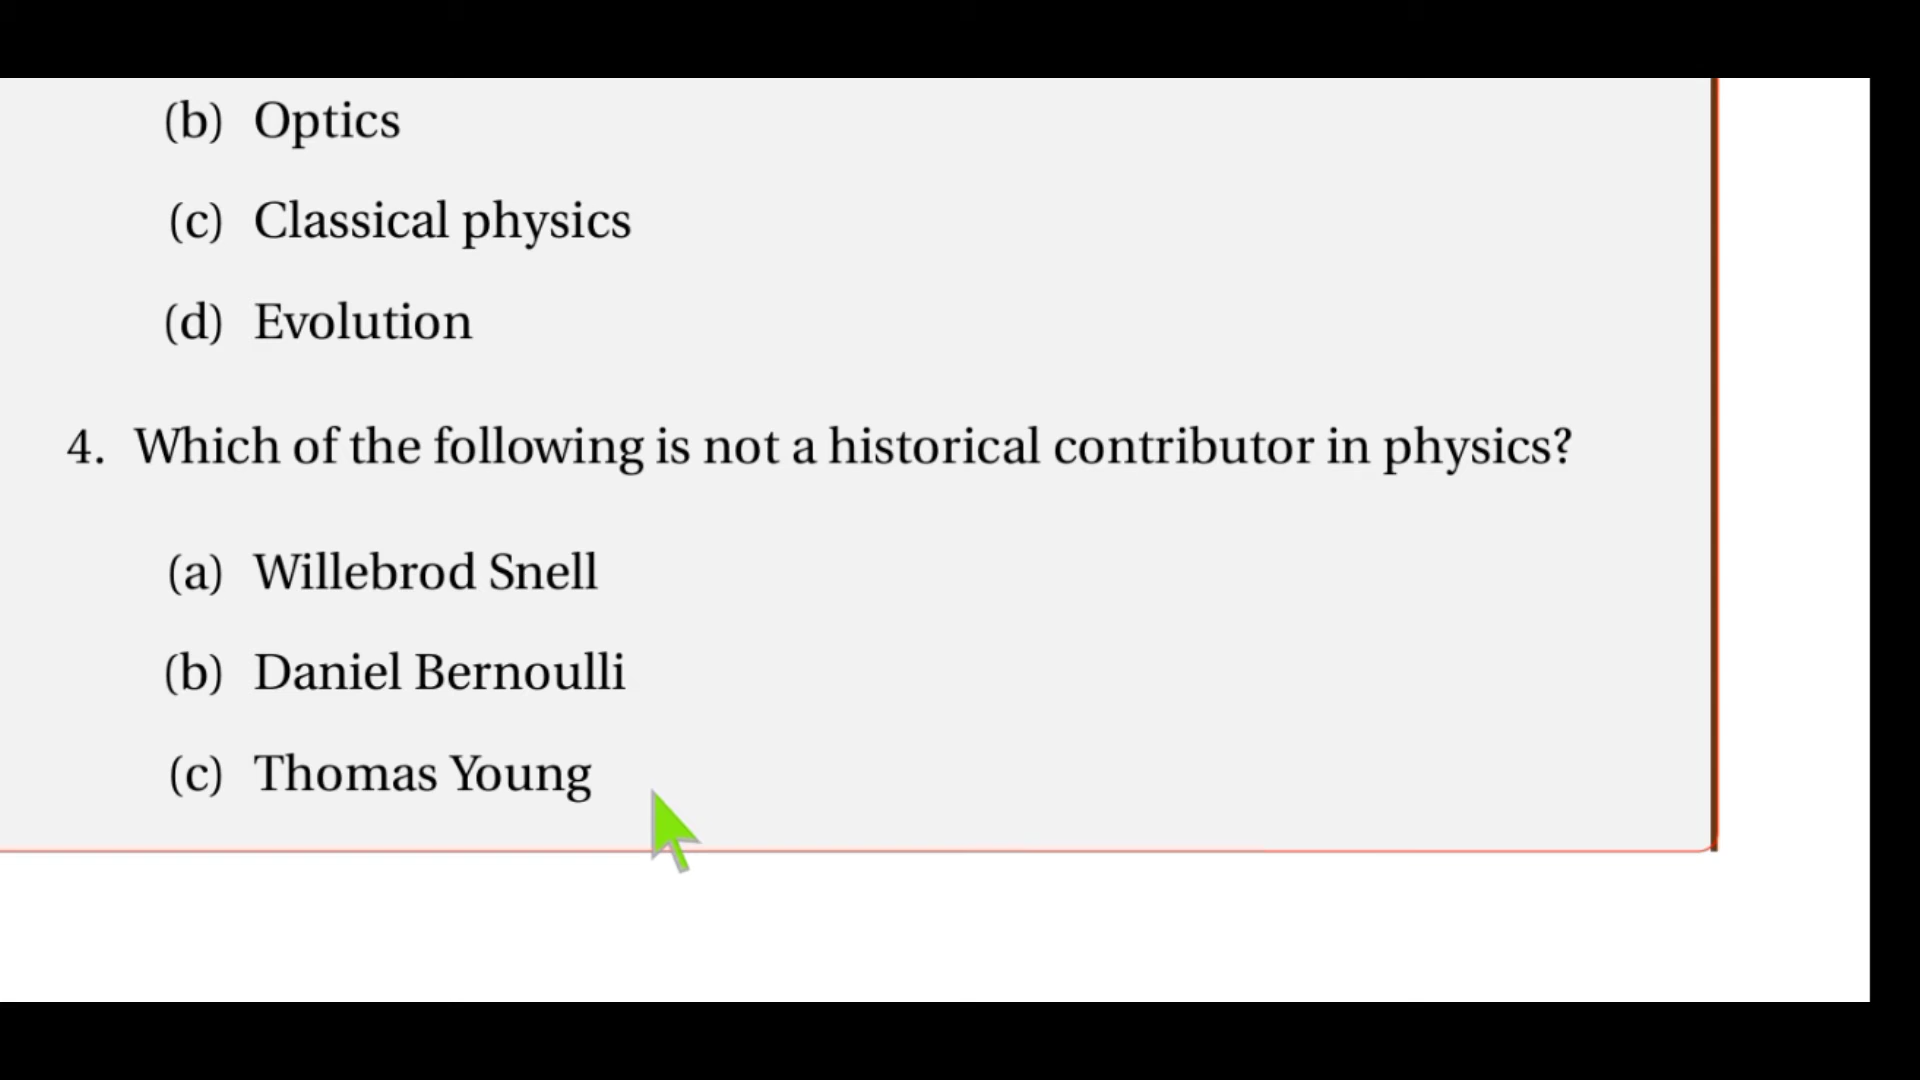 (b) Optics
(c) Classical physics
(d) Evolution
4. Which of the following is not a historical contributor in physics?
(a) Willebrod Snell
(b) Daniel Bernoulli
(c) Thomas Young